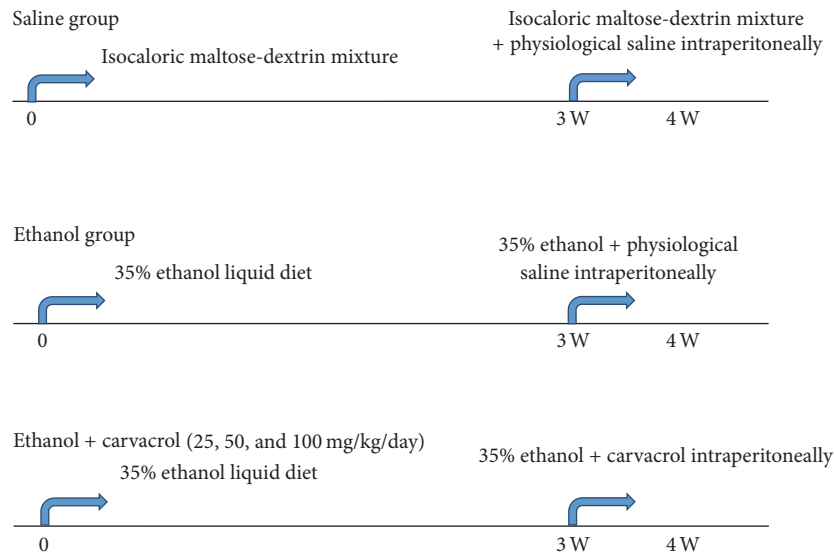 Saline group
Isocaloric maltose-dextrin mixture
Isocaloric maltose-dextrin mixture
+ physiological saline intraperitoneally
0
3 W
4 W
Ethanol group
35% ethanol liquid diet
35% ethanol + physiological
saline intraperitoneally
0
3 W
4 W
Ethanol + carvacrol (25, 50, and 100 mg/kg/day)
35% ethanol liquid diet
35% ethanol + carvacrol intraperitoneally
0
3 W
4 W